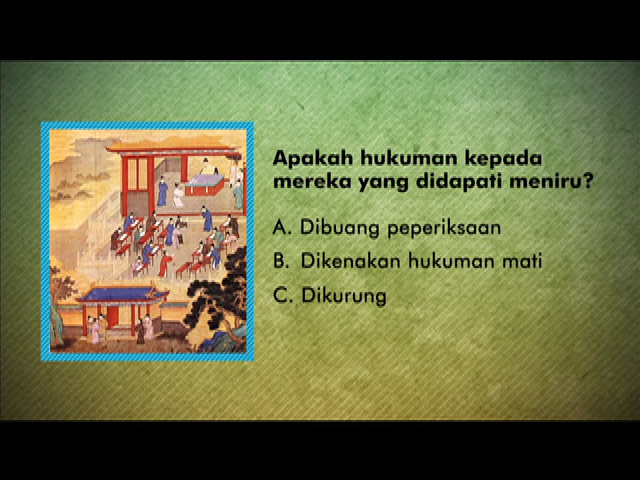 Apakah hukuman kepada
mereka yang didapati meniru?
A. Dibuang peperiksaan
B. Dikenakan hukuman mati
C. Dikurung